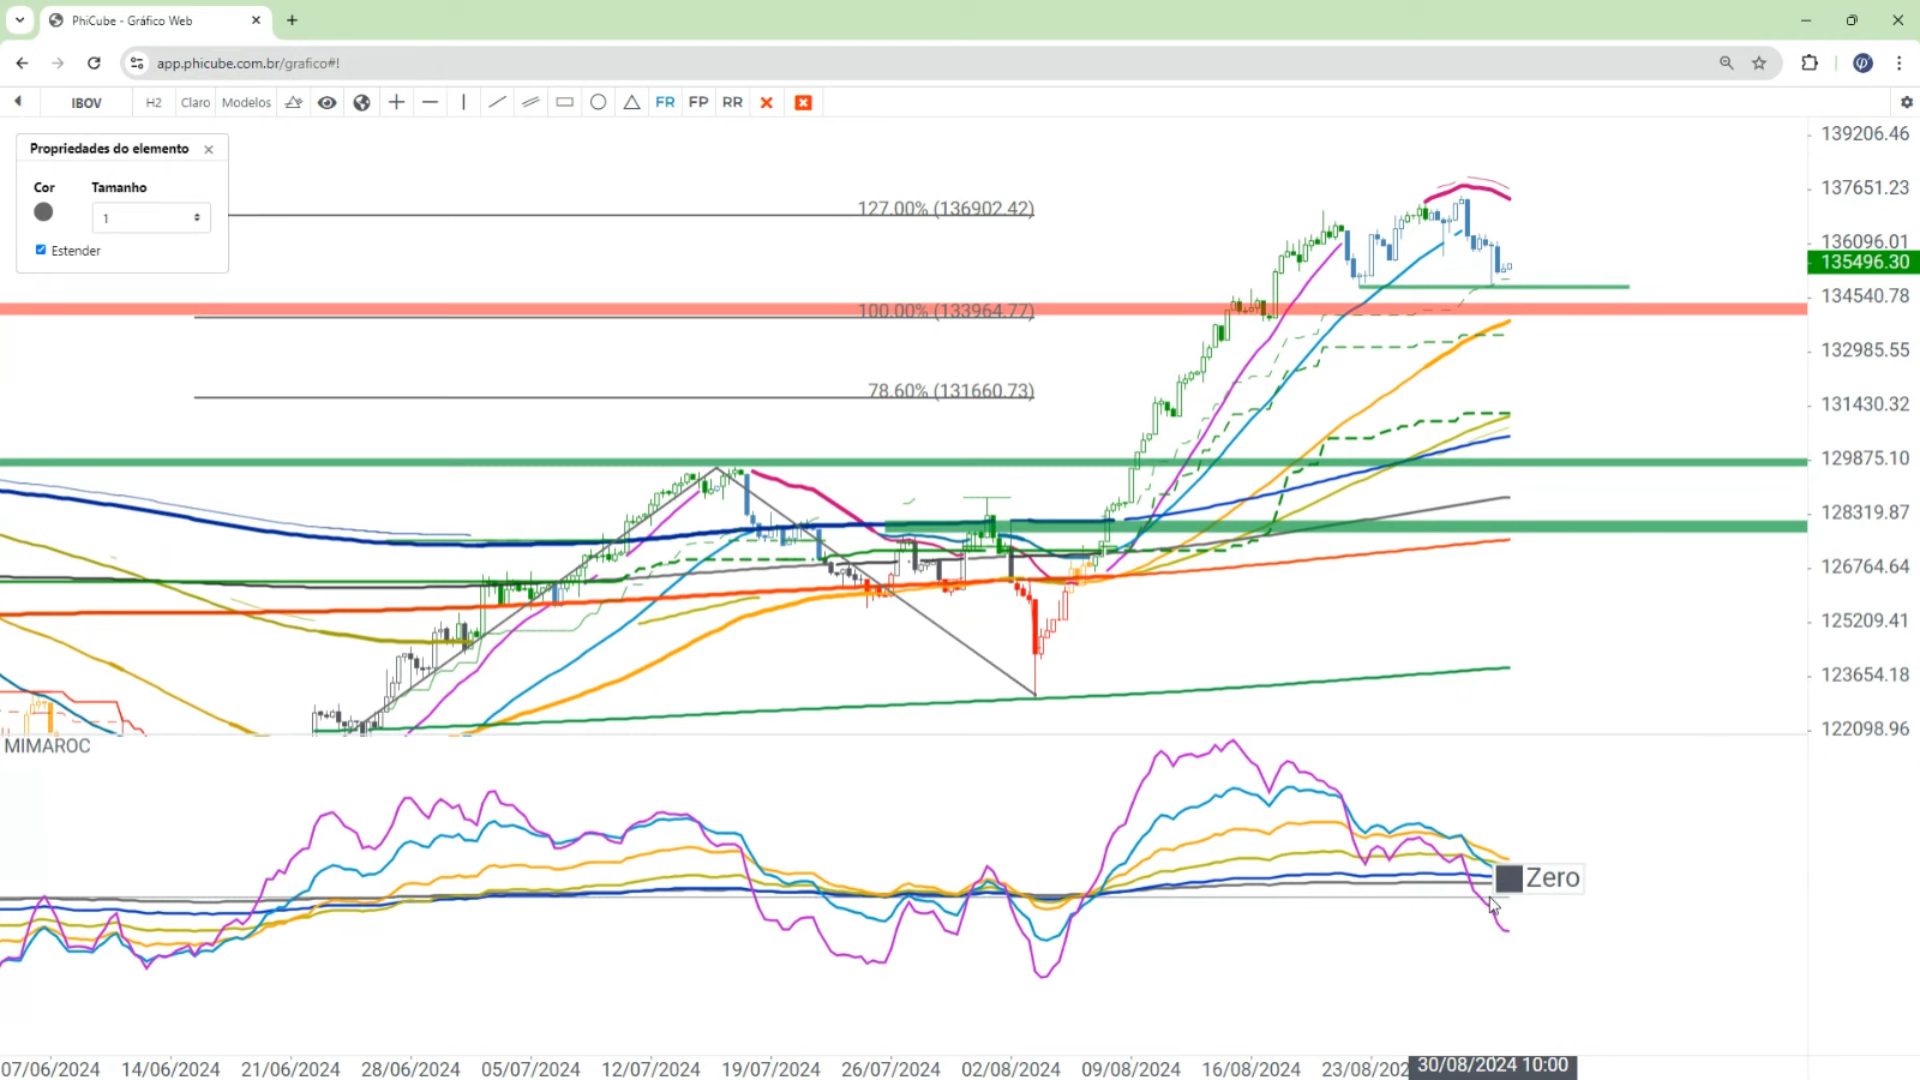 PhiCube - Gráfico Web
app.phicube.com.br/grafico#!
IBOV H2 Claro Modelos FR FP RR
Propriedades do elemento
Cor Tamanho
1
Estender
127.00% (136902.42)
100.00% (133964.77)
78.60% (131660.73)
139206.46
137651.23
136096.01
135496.30
134540.78
132985.55
131430.32
129875.10
128319.87
126764.64
125209.41
123654.18
122098.96
MIMAROC
Zero
07/06/2024 14/06/2024 21/06/2024 28/06/2024 05/07/2024 12/07/2024 19/07/2024 26/07/2024 02/08/2024 09/08/2024 16/08/2024 23/08/202 30/08/2024 10:00